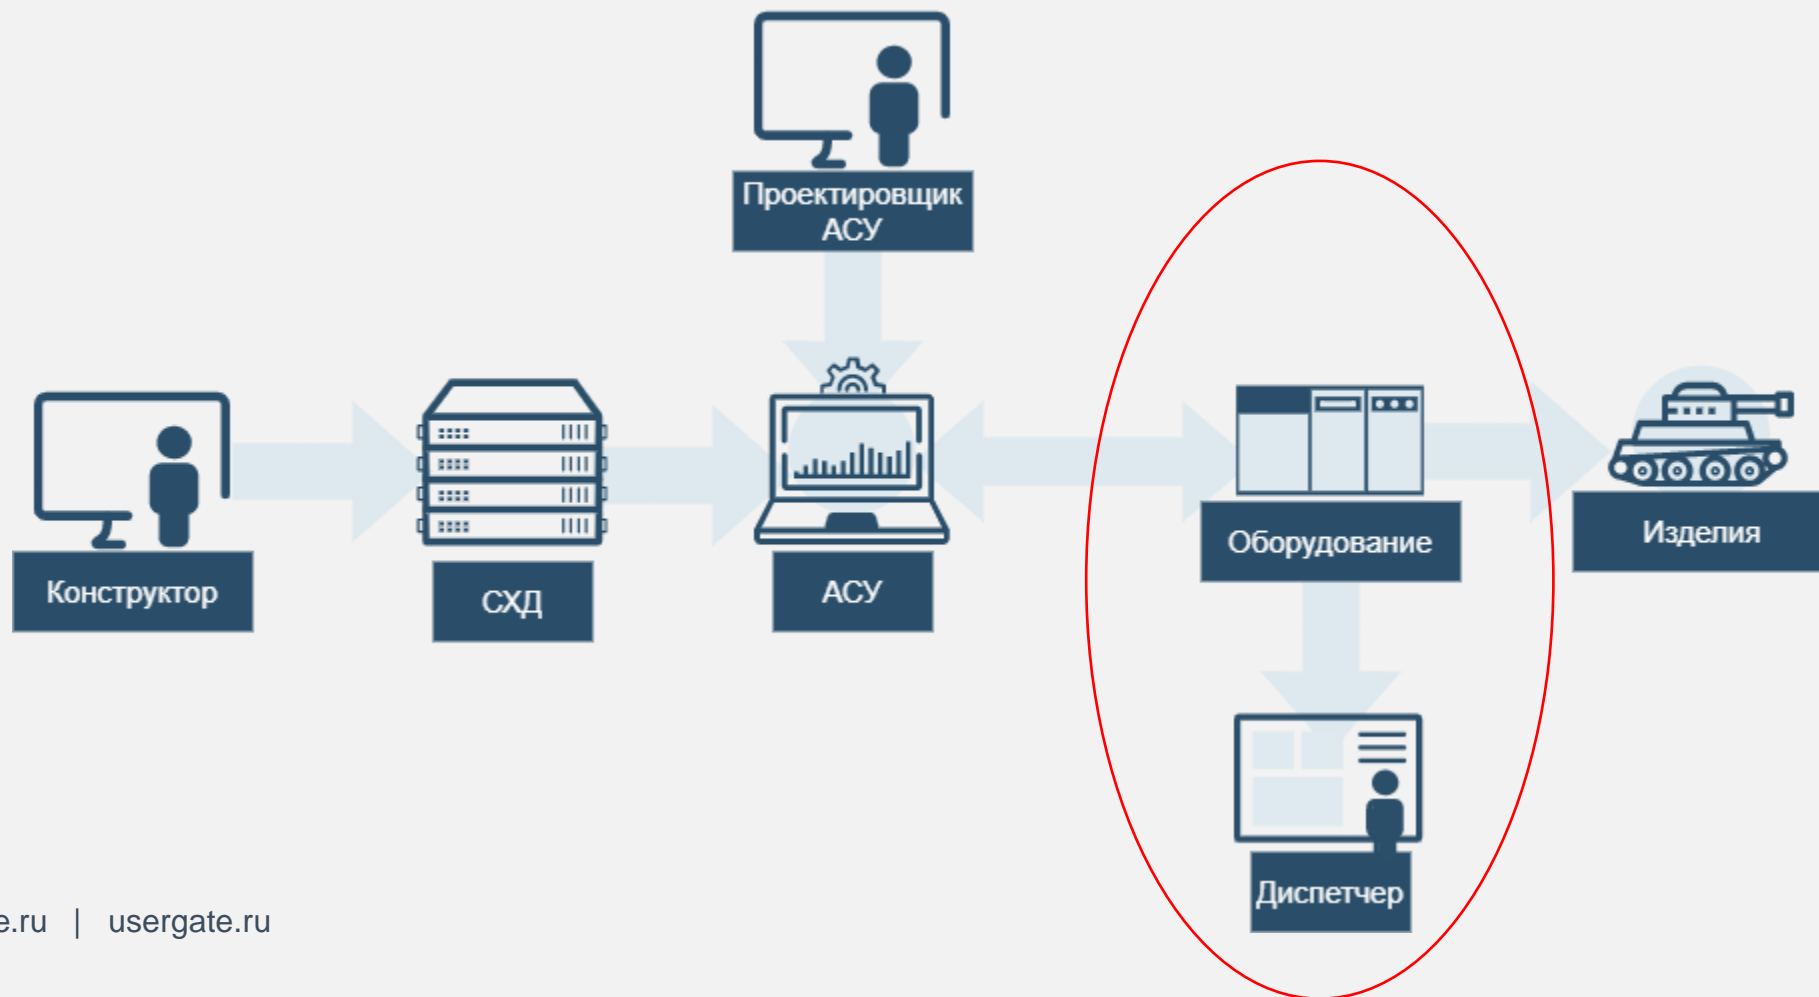 Проектировщик
АСУ
Конструктор
СХД
АСУ
Оборудование
Изделия
Диспетчер
e.ru | usergate.ru